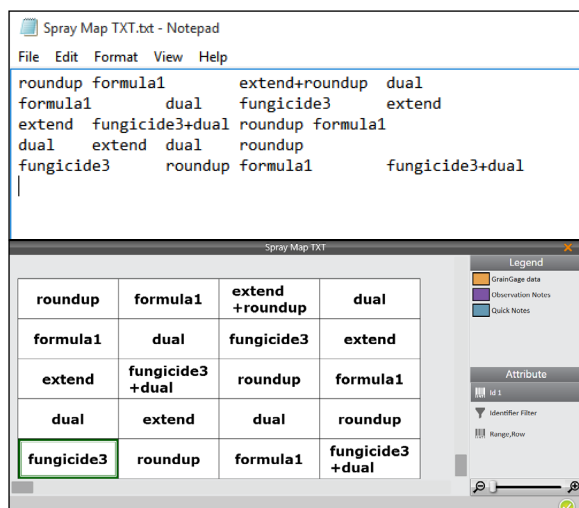 Spray Map TXT.txt - Notepad
File Edit Format View Help
roundup formula1 extend+roundup dual
formula1 dual fungicide3 extend
extend fungicide3+dual roundup formula1
dual extend dual roundup
fungicide3 roundup formula1 fungicide3+dual
Spray Map TXT
Legend
GrainGage data
Observation Notes
Quick Notes
roundup formula1 extend
+roundup dual
formula1 dual fungicide3 extend
extend fungicide3
+dual roundup formula1
dual extend dual roundup
fungicide3 roundup formula1 fungicide3
+dual
Attribute
Id 1
Identifier Filter
Range,Row